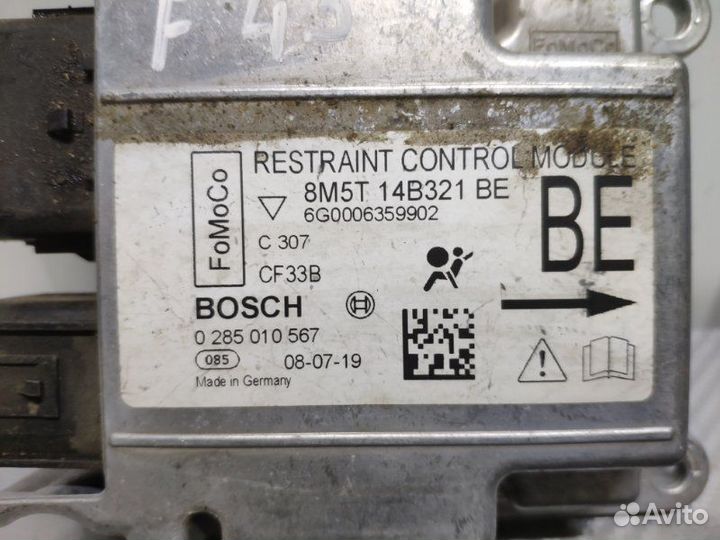 F 43
FoMoCo
RESTRAINT CONTROL MODULE
8M5T 14B321 BE
6G0006359902
BE
FoMoCo
C 307
CF33B
BOSCH
0 285 010 567
085
08-07-19
Made in Germany
Avito